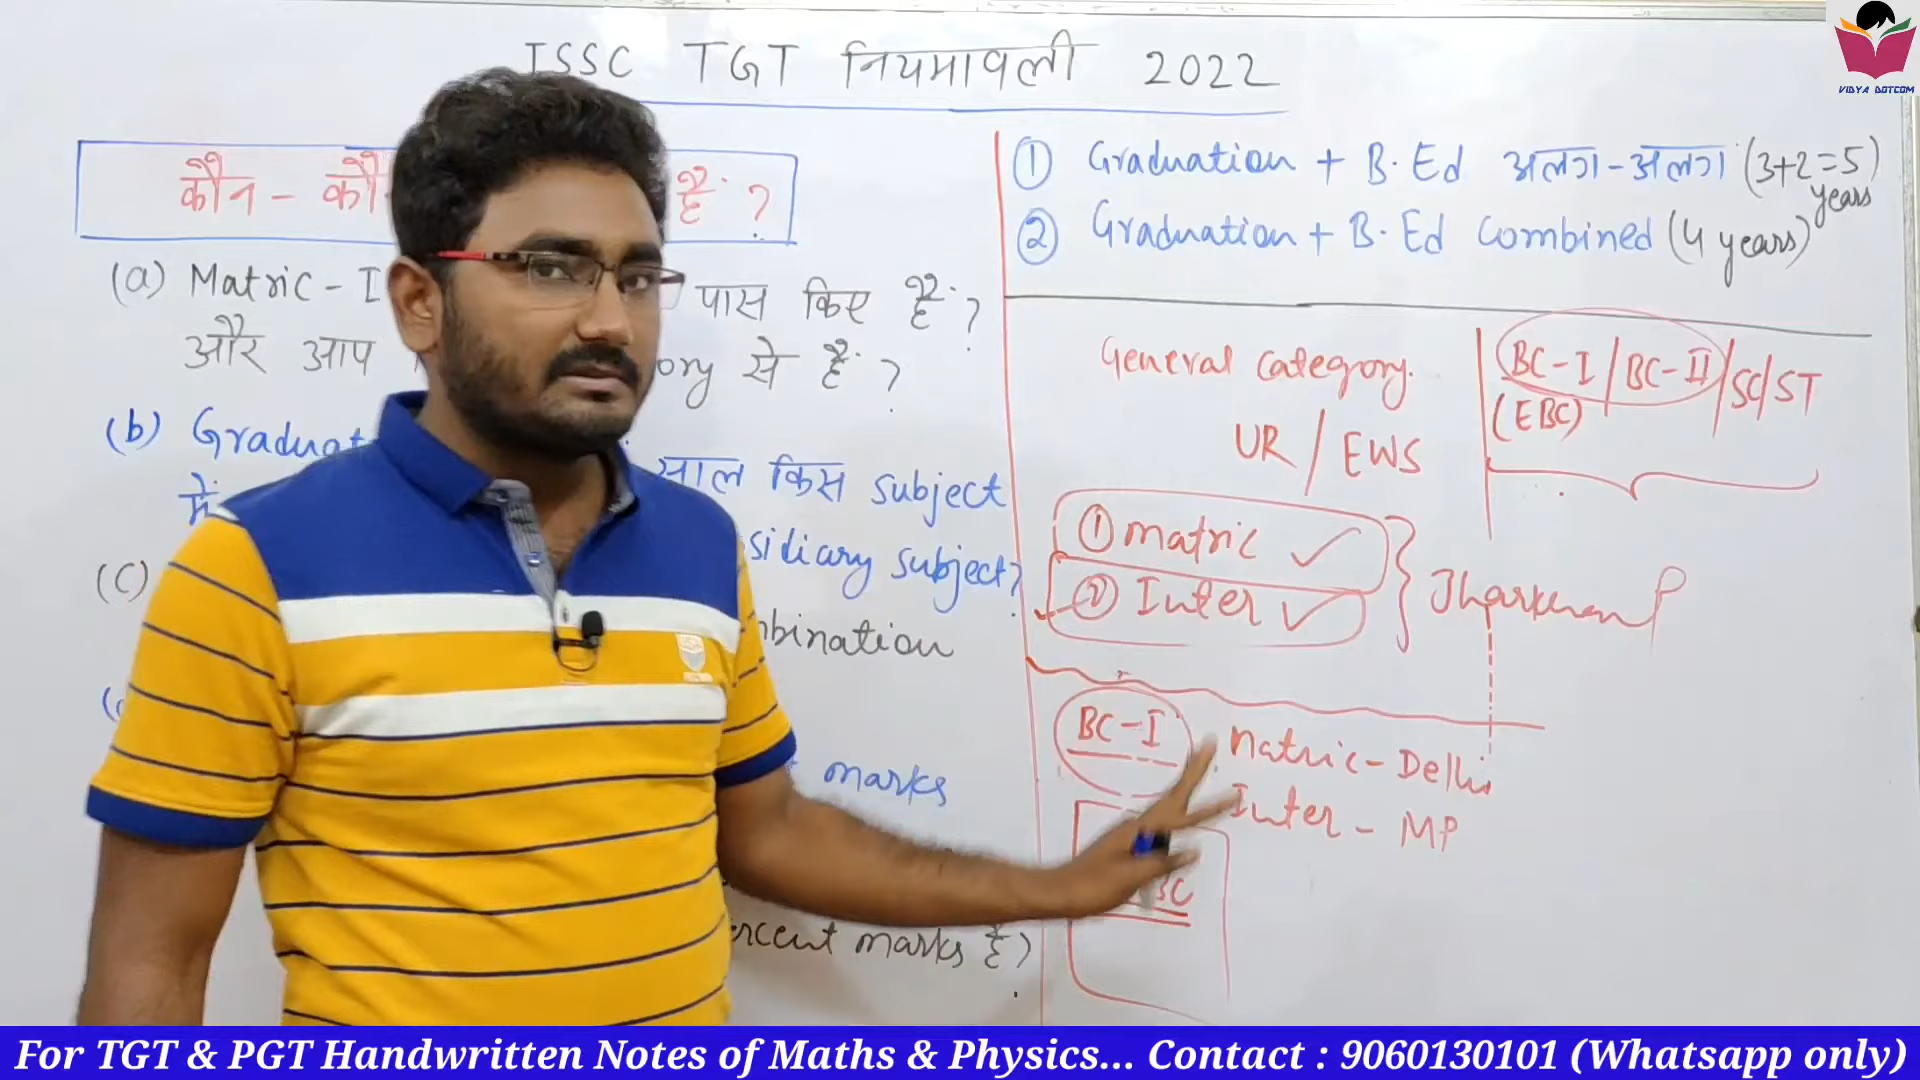 JSSC TGT नियमावली 2022
VIDYA DOTCOM
कौन - कौ हैं ?
(a) Matric - I पास किए हैं ?
और आप ory से हैं ?
(b) Graduat साल किस subject
में sidiary subject?
(C) mbination
marks
ercent marks है?
① Graduation + B.Ed अलग-अलग (3+2=5) years
② Graduation + B.Ed Combined (4 years)
General Category.
UR / EWS
BC-I / BC-II / SC / ST
(EBC)
① matric ✓
② Inter ✓
Jharkhand
BC-I Matric - Delhi
Inter - MP
BC
For TGT & PGT Handwritten Notes of Maths & Physics... Contact : 9060130101 (Whatsapp only)